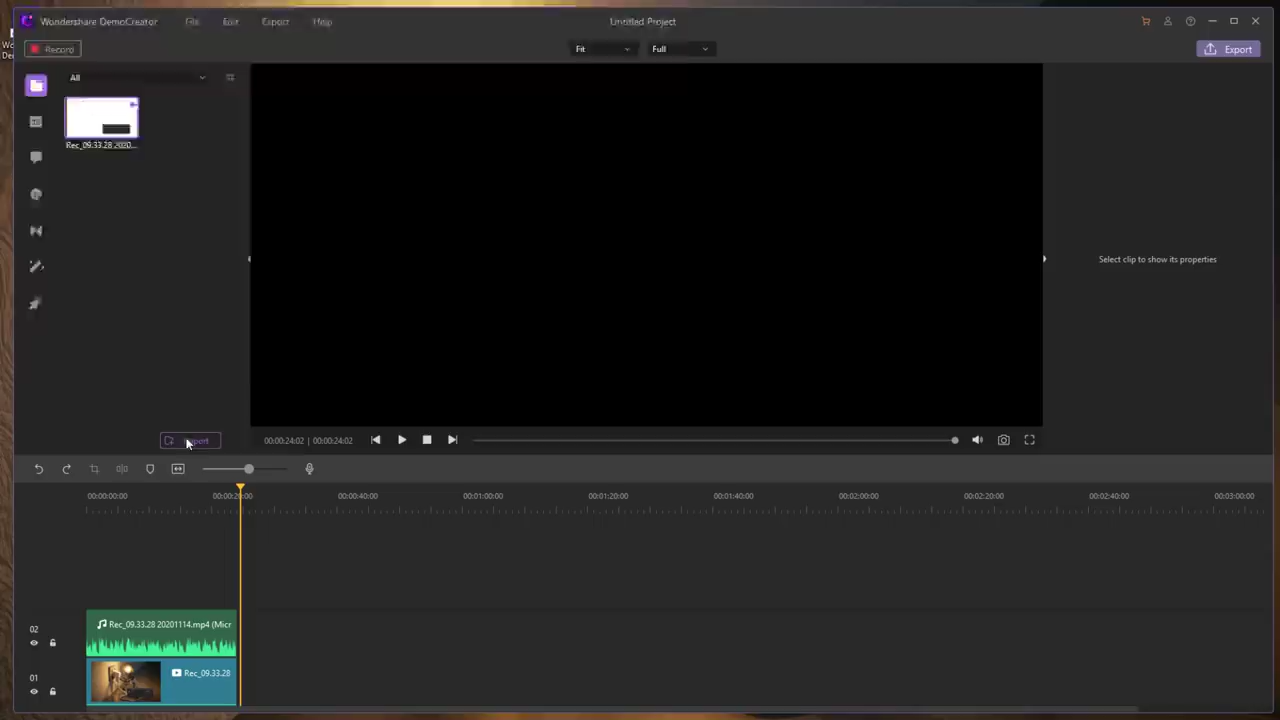 Wondershare DemoCreator File Edit Export Help Untitled Project
Record Fit Full Export
All
Rec_09.33.28 2020...
Select clip to show its properties
00:00:24:02 | 00:00:24:02
00:00:00:00 00:00:20:00 00:00:40:00 00:01:00:00 00:01:20:00 00:01:40:00 00:02:00:00 00:02:20:00 00:02:40:00 00:03:00:00
02 Rec_09.33.28 20201114.mp4 (Micr
01 Rec_09.33.28